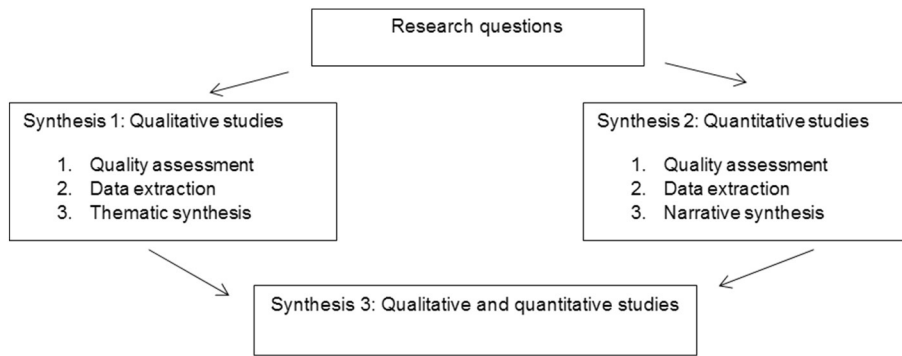 Research questions
Synthesis 1: Qualitative studies
1. Quality assessment
2. Data extraction
3. Thematic synthesis
Synthesis 2: Quantitative studies
1. Quality assessment
2. Data extraction
3. Narrative synthesis
Synthesis 3: Qualitative and quantitative studies